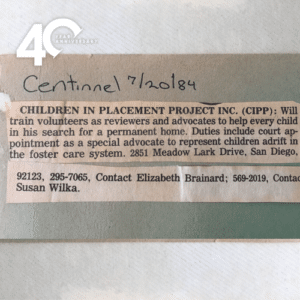 40
YEAR
ANNIVERSARY
Centinnel 7/20/84
CHILDREN IN PLACEMENT PROJECT INC. (CIPP): Will
train volunteers as reviewers and advocates to help every child
in his search for a permanent home. Duties include court ap-
pointment as a special advocate to represent children adrift in
the foster care system. 2851 Meadow Lark Drive, San Diego,
92123, 295-7065, Contact Elizabeth Brainard; 569-2019, Contac
Susan Wilka.